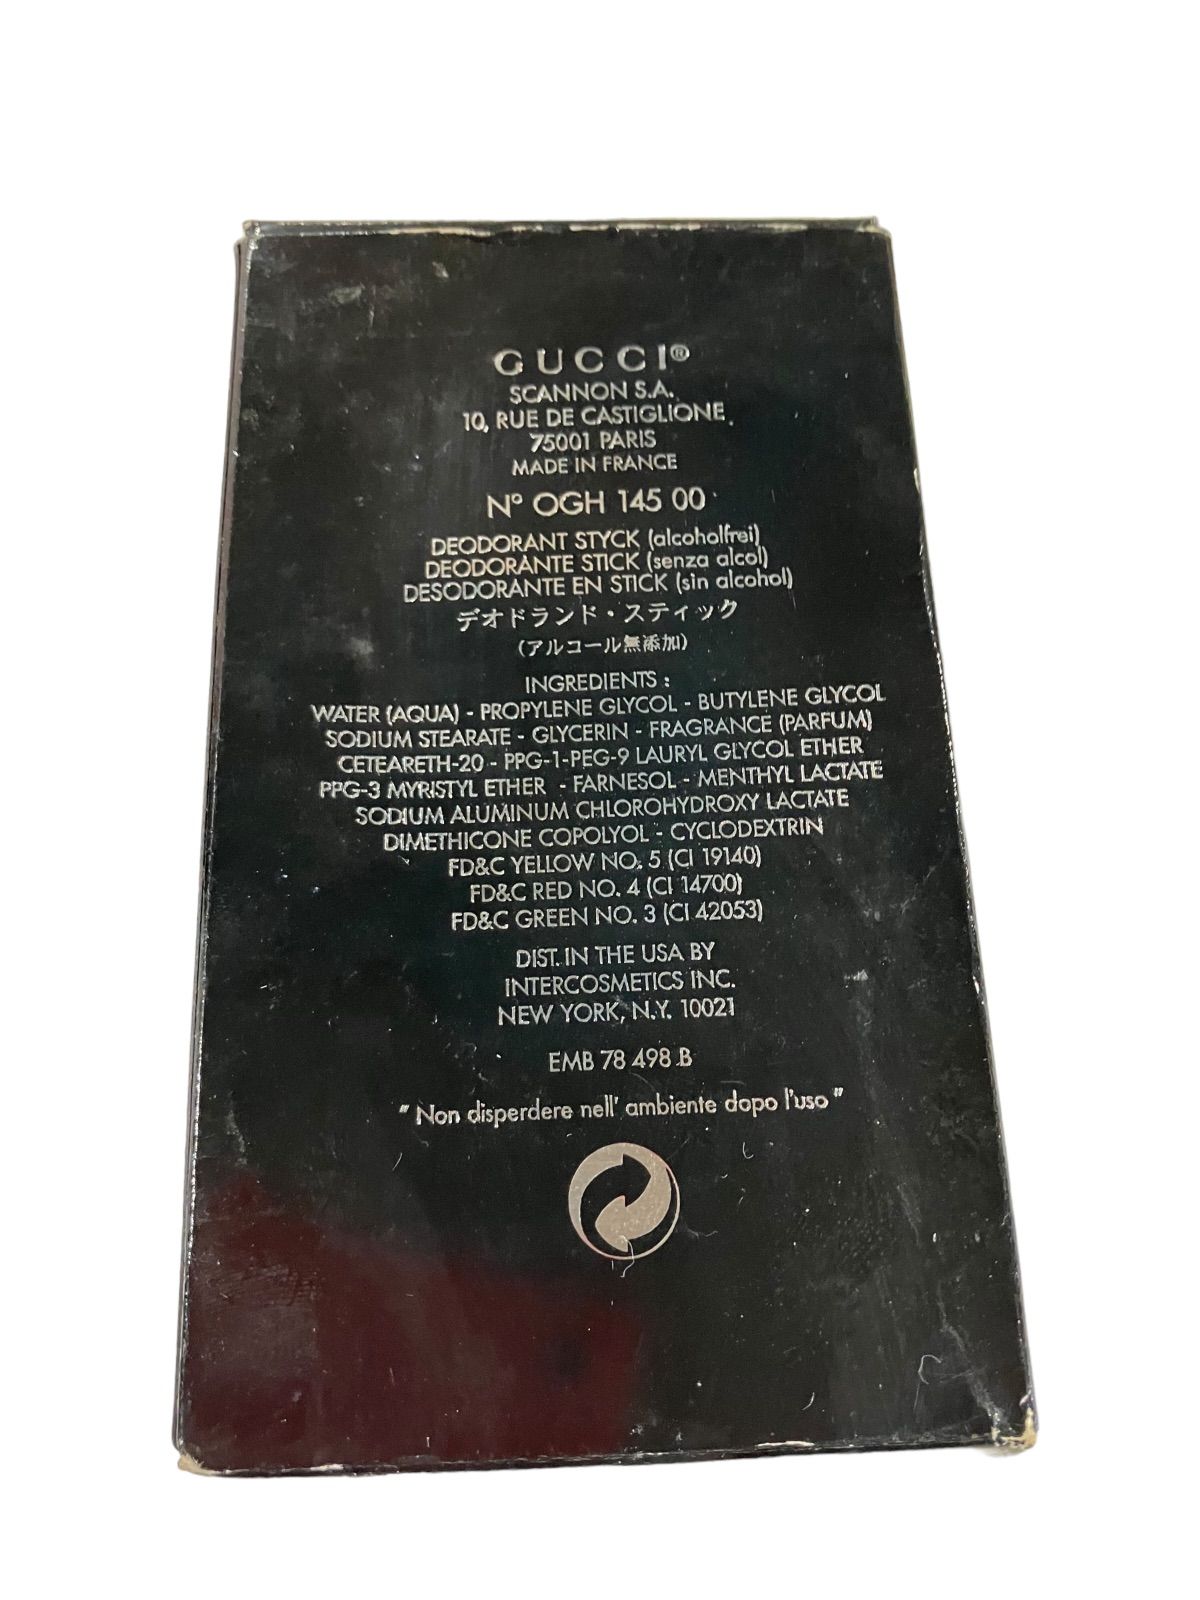 GUCCI®
SCANNON S.A.
10, RUE DE CASTIGLIONE
75001 PARIS
MADE IN FRANCE
N° OGH 145 00
DEODORANT STYCK (alcoholfrei)
DEODORANTE STICK (senza alcol)
DESODORANTE EN STICK (sin alcohol)
デオドランド・スティック
(アルコール無添加)
INGREDIENTS :
WATER (AQUA) - PROPYLENE GLYCOL - BUTYLENE GLYCOL
SODIUM STEARATE - GLYCERIN - FRAGRANCE (PARFUM)
CETEARETH-20 - PPG-1-PEG-9 LAURYL GLYCOL ETHER
PPG-3 MYRISTYL ETHER - FARNESOL - MENTHYL LACTATE
SODIUM ALUMINUM CHLOROHYDROXY LACTATE
DIMETHICONE COPOLYOL - CYCLODEXTRIN
FD&C YELLOW NO. 5 (CI 19140)
FD&C RED NO. 4 (CI 14700)
FD&C GREEN NO. 3 (CI 42053)
DIST. IN THE USA BY
INTERCOSMETICS INC.
NEW YORK, N.Y. 10021
EMB 78 498 B
" Non disperdere nell' ambiente dopo l'uso "